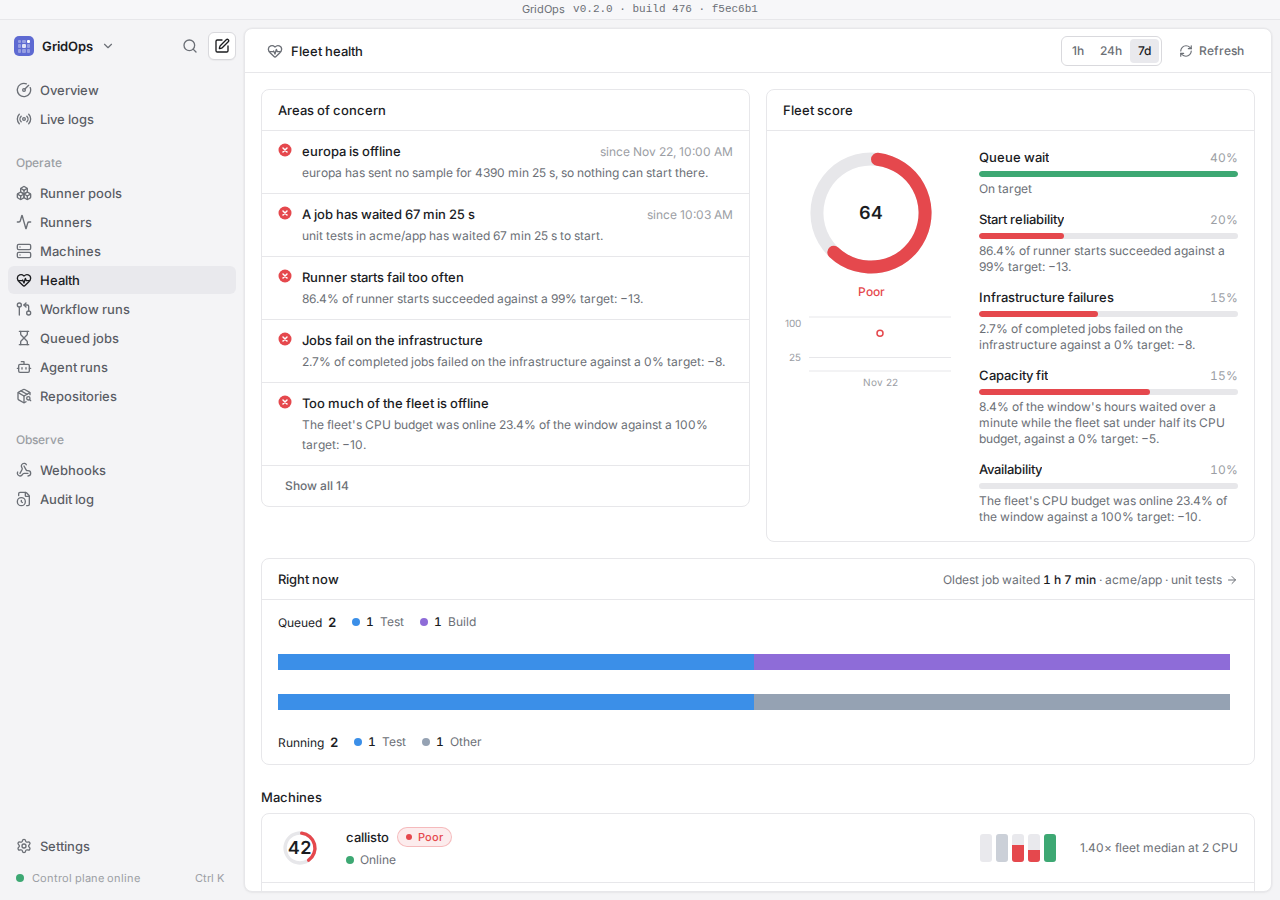 GridOps v0.2.0 · build 476 · f5ec6b1
GridOps
Overview
Live logs
Operate
Runner pools
Runners
Machines
Health
Workflow runs
Queued jobs
Agent runs
Repositories
Observe
Webhooks
Audit log
Settings
Control plane online Ctrl K
Fleet health
1h 24h 7d Refresh
Areas of concern
europa is offline since Nov 22, 10:00 AM
europa has sent no sample for 4390 min 25 s, so nothing can start there.
A job has waited 67 min 25 s since 10:03 AM
unit tests in acme/app has waited 67 min 25 s to start.
Runner starts fail too often
86.4% of runner starts succeeded against a 99% target: −13.
Jobs fail on the infrastructure
2.7% of completed jobs failed on the infrastructure against a 0% target: −8.
Too much of the fleet is offline
The fleet's CPU budget was online 23.4% of the window against a 100%
target: −10.
Show all 14
Fleet score
64
Poor
100
25
Nov 22
Queue wait 40%
On target
Start reliability 20%
86.4% of runner starts succeeded against a
99% target: −13.
Infrastructure failures 15%
2.7% of completed jobs failed on the
infrastructure against a 0% target: −8.
Capacity fit 15%
8.4% of the window's hours waited over a
minute while the fleet sat under half its CPU
budget, against a 0% target: −5.
Availability 10%
The fleet's CPU budget was online 23.4% of
the window against a 100% target: −10.
Right now Oldest job waited 1 h 7 min · acme/app · unit tests →
Queued 2 1 Test 1 Build
Running 2 1 Test 1 Other
Machines
42 callisto Poor
Online
1.40× fleet median at 2 CPU